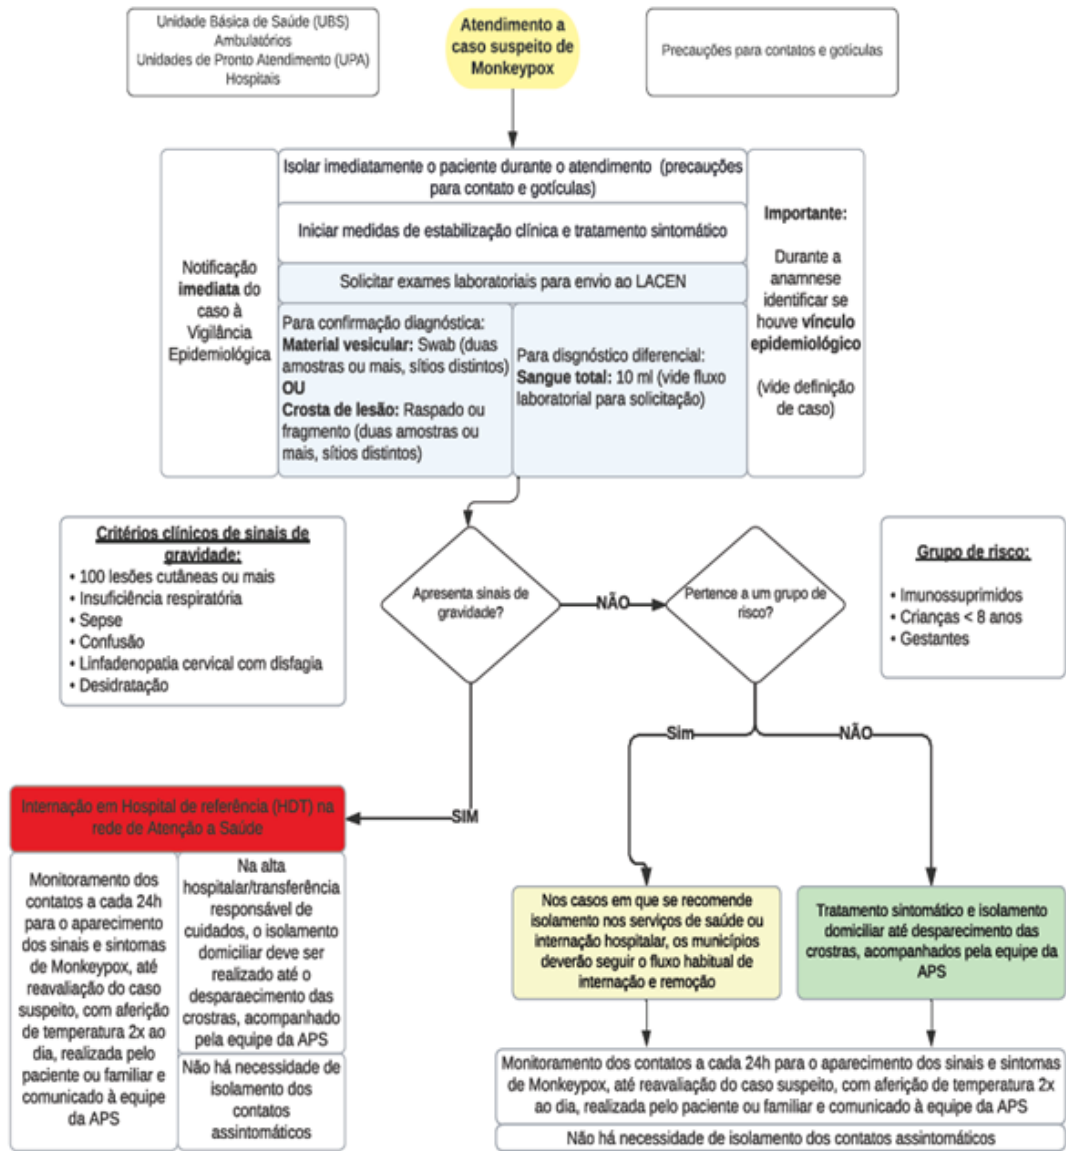 Unidade Básica de Saúde (UBS)
Ambulatórios
Unidades de Pronto Atendimento (UPA)
Hospitais
Atendimento a
caso suspeito de
Monkeypox
Precauções para contatos e gotículas
Isolar imediatamente o paciente durante o atendimento (precauções
para contato e gotículas)
Iniciar medidas de estabilização clínica e tratamento sintomático
Notificação
imediata do
caso à
Vigilância
Epidemiológica
Solicitar exames laboratoriais para envio ao LACEN
Para confirmação diagnóstica:
Material vesicular: Swab (duas
amostras ou mais, sítios distintos)
OU
Crosta de lesão: Raspado ou
fragmento (duas amostras ou
mais, sítios distintos)
Para disgnóstico diferencial:
Sangue total: 10 ml (vide fluxo
laboratorial para solicitação)
Importante:
Durante a
anamnese
identificar se
houve vínculo
epidemiológico
(vide definição
de caso)
Critérios clínicos de sinais de
gravidade:
• 100 lesões cutâneas ou mais
• Insuficiência respiratória
• Sepse
• Confusão
• Linfadenopatia cervical com disfagia
• Desidratação
Apresenta sinais de
gravidade?
NÃO
Pertence a um grupo de
risco?
Grupo de risco:
• Imunossuprimidos
• Crianças < 8 anos
• Gestantes
SIM
Sim
NÃO
Internação em Hospital de referência (HDT) na
rede de Atenção a Saúde
Monitoramento dos
contatos a cada 24h
para o aparecimento
dos sinais e sintomas
de Monkeypox, até
reavaliação do caso
suspeito, com aferição
de temperatura 2x ao
dia, realizada pelo
paciente ou familiar e
comunicado à equipe
da APS
Na alta
hospitalar/transferência
responsável de
cuidados, o isolamento
domiciliar deve ser
realizado até o
desparaecimento das
crostras, acompanhado
pela equipe da APS
Não há necessidade de
isolamento dos
contatos
assintomáticos
Nos casos em que se recomende
isolamento nos serviços de saúde ou
internação hospitalar, os municípios
deverão seguir o fluxo habitual de
internação e remoção
Tratamento sintomático e isolamento
domiciliar até desparecimento das
crostras, acompanhados pela equipe da
APS
Monitoramento dos contatos a cada 24h para o aparecimento dos sinais e sintomas
de Monkeypox, até reavaliação do caso suspeito, com aferição de temperatura 2x
ao dia, realizada pelo paciente ou familiar e comunicado à equipe da APS
Não há necessidade de isolamento dos contatos assintomáticos